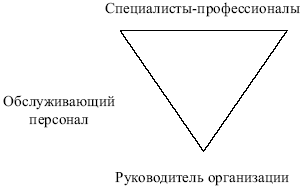 Специалисты-профессионалы
Обслуживающий
персонал
Руководитель организации